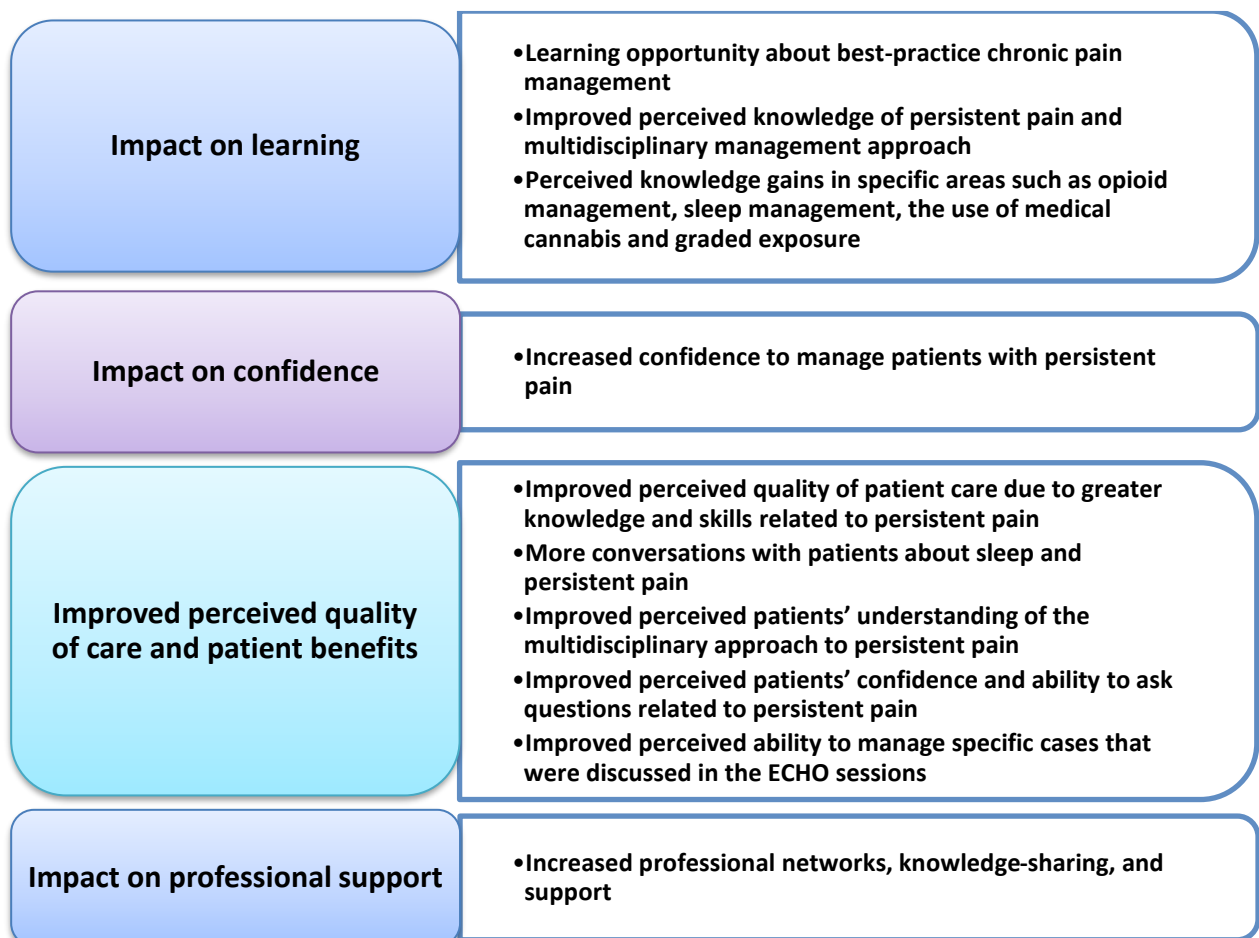 Impact on learning
•Learning opportunity about best-practice chronic pain
management
•Improved perceived knowledge of persistent pain and
multidisciplinary management approach
•Perceived knowledge gains in specific areas such as opioid
management, sleep management, the use of medical
cannabis and graded exposure
Impact on confidence
•Increased confidence to manage patients with persistent
pain
Improved perceived quality
of care and patient benefits
•Improved perceived quality of patient care due to greater
knowledge and skills related to persistent pain
•More conversations with patients about sleep and
persistent pain
•Improved perceived patients’ understanding of the
multidisciplinary approach to persistent pain
•Improved perceived patients’ confidence and ability to ask
questions related to persistent pain
•Improved perceived ability to manage specific cases that
were discussed in the ECHO sessions
Impact on professional support
•Increased professional networks, knowledge-sharing, and
support